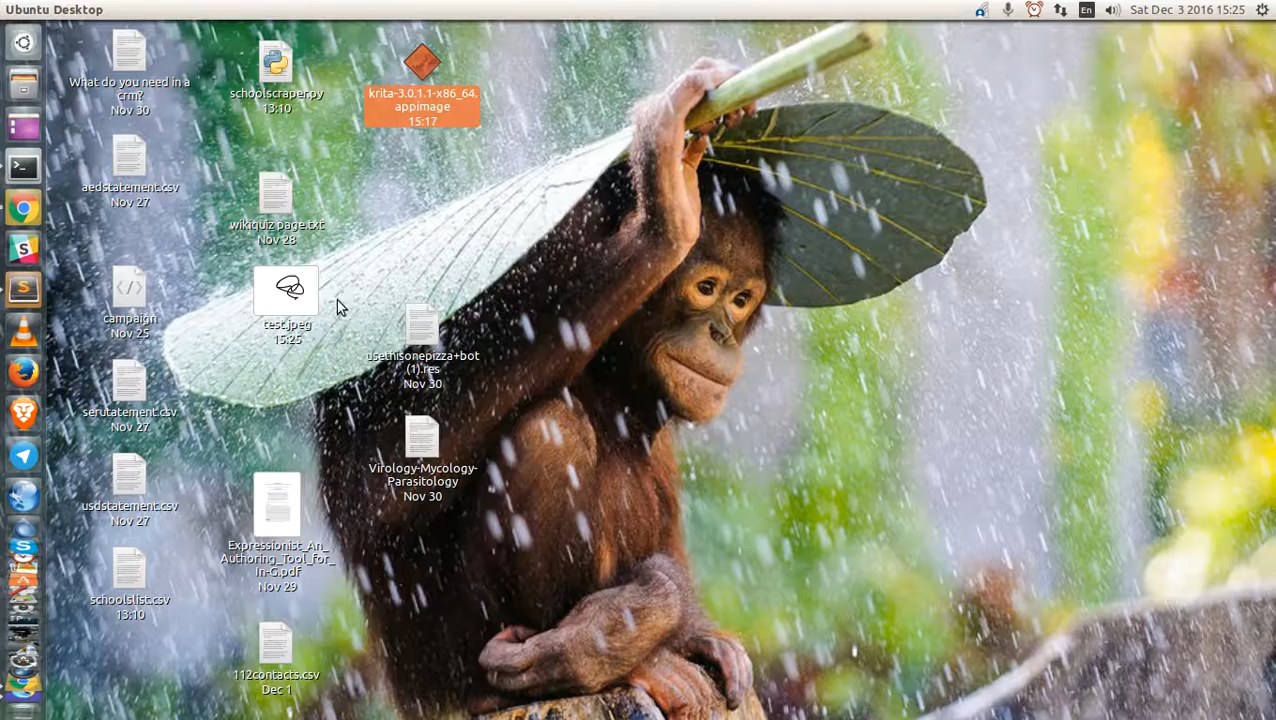 Ubuntu Desktop
En
Sat Dec 3 2016 15:25
What do you need in a
crm?
Nov 30
aedstatement.csv
Nov 27
campaign
Nov 25
serutatement.csv
Nov 27
usdstatement.csv
Nov 27
schoolslist.csv
13:10
schoolscraper.py
13:10
wikiquiz page.txt
Nov 28
test.jpeg
15:25
Expressionist_An_
Authoring_Tool_for_
In-G.pdf
Nov 29
112contacts.csv
Dec 1
krita-3.0.1.1-x86_64.
appimage
15:17
usethisonepizza+bot
(1).res
Nov 30
Virology-Mycology-
Parasitology
Nov 30